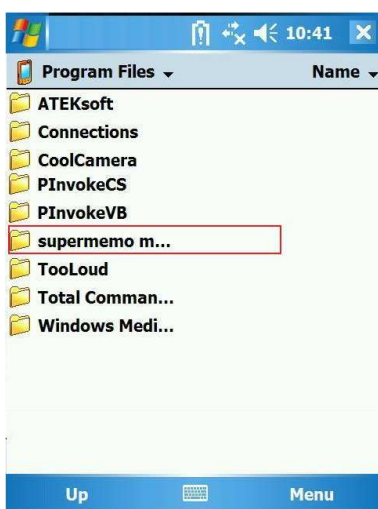 10:41
Program Files Name
ATEKsoft
Connections
CoolCamera
PInvokeCS
PInvokeVB
supermemo m...
TooLoud
Total Comman...
Windows Medi...
Up Menu